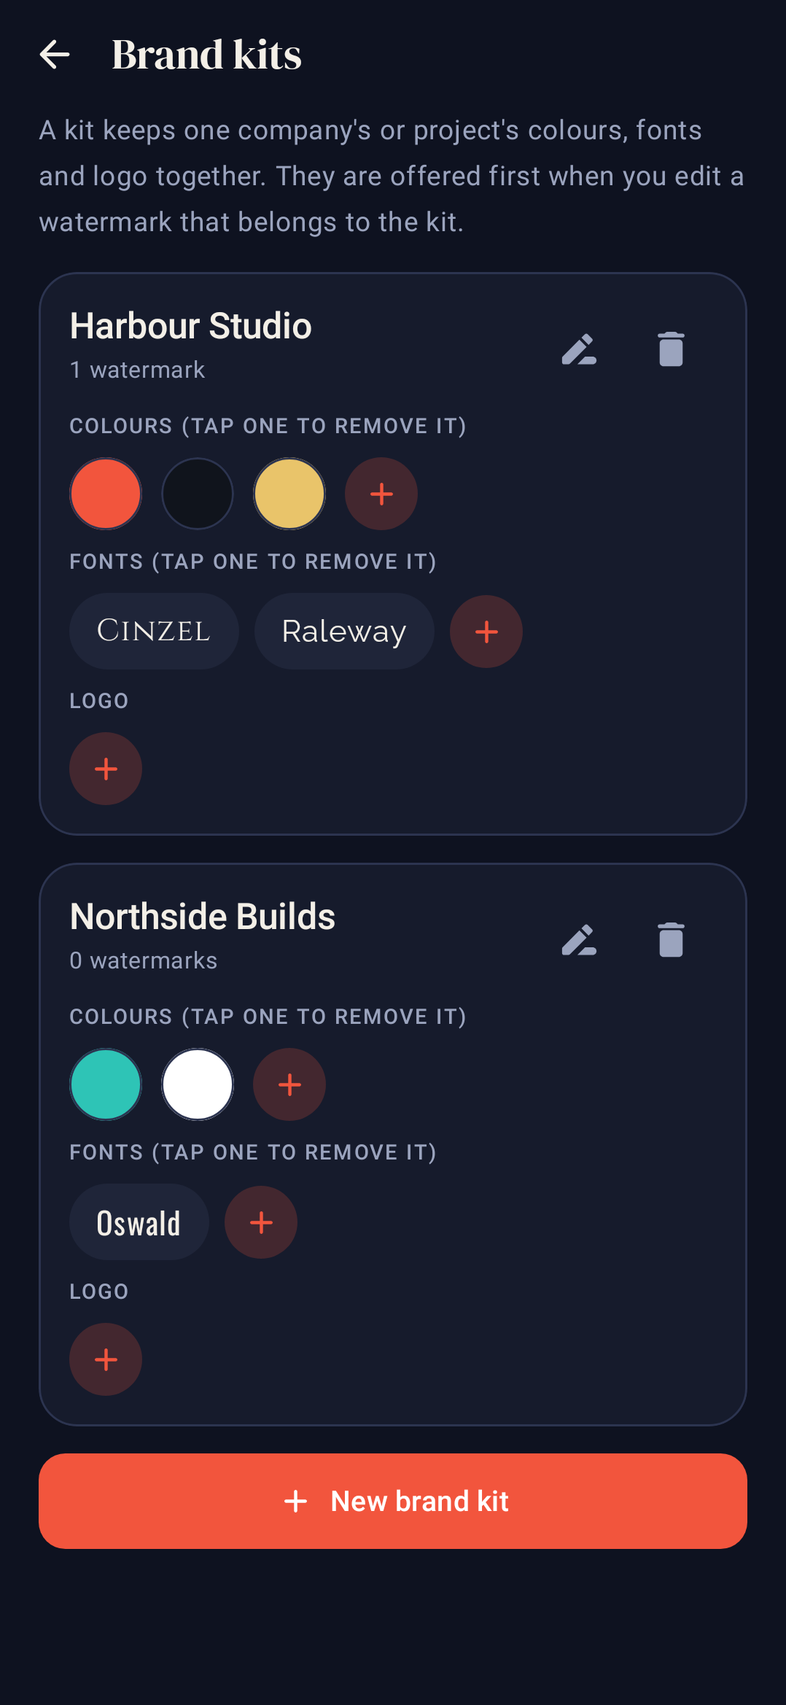 Brand kits
A kit keeps one company's or project's colours, fonts
and logo together. They are offered first when you edit a
watermark that belongs to the kit.
Harbour Studio
1 watermark
COLOURS (TAP ONE TO REMOVE IT)
FONTS (TAP ONE TO REMOVE IT)
CINZEL Raleway
LOGO
Northside Builds
0 watermarks
COLOURS (TAP ONE TO REMOVE IT)
FONTS (TAP ONE TO REMOVE IT)
Oswald
LOGO
New brand kit